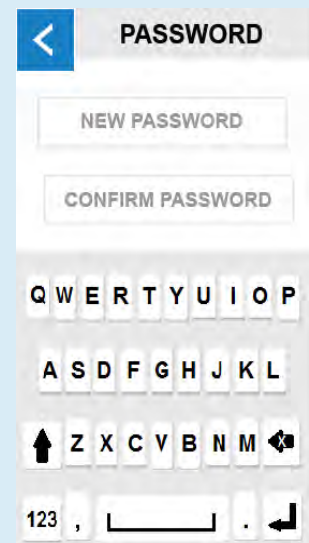 PASSWORD
NEW PASSWORD
CONFIRM PASSWORD
Q W E R T Y U I O P
A S D F G H J K L
Z X C V B N M X
123 , .